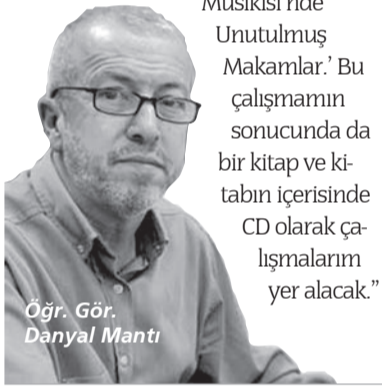 Musikisi'nde
Unutulmuş
Makamlar.' Bu
çalışmamın
sonucunda da
bir kitap ve ki-
tabın içerisinde
CD olarak ça-
lışmalarım
yer alacak."
Öğr. Gör.
Danyal Mantı